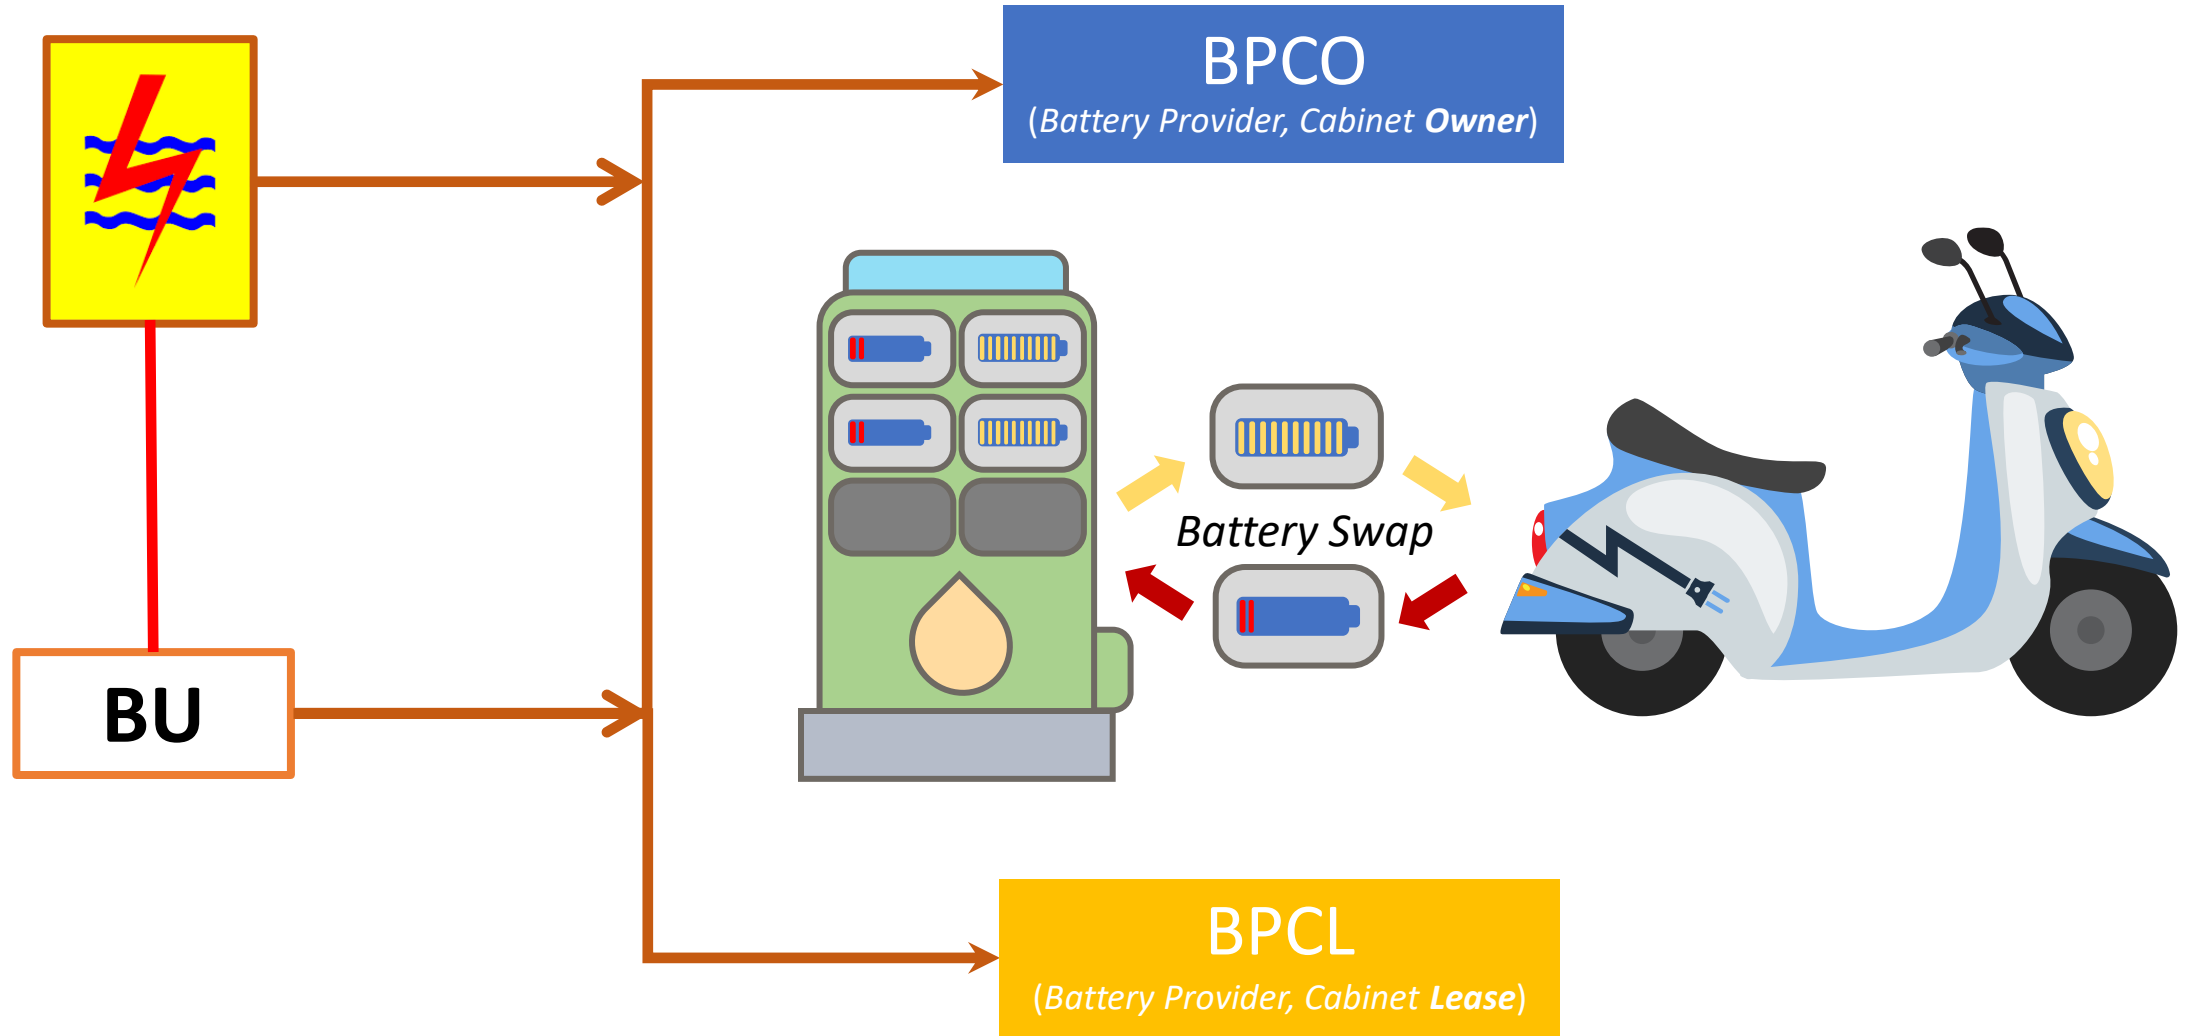 BPCO
(Battery Provider, Cabinet Owner)
Battery Swap
BU
BPCL
(Battery Provider, Cabinet Lease)